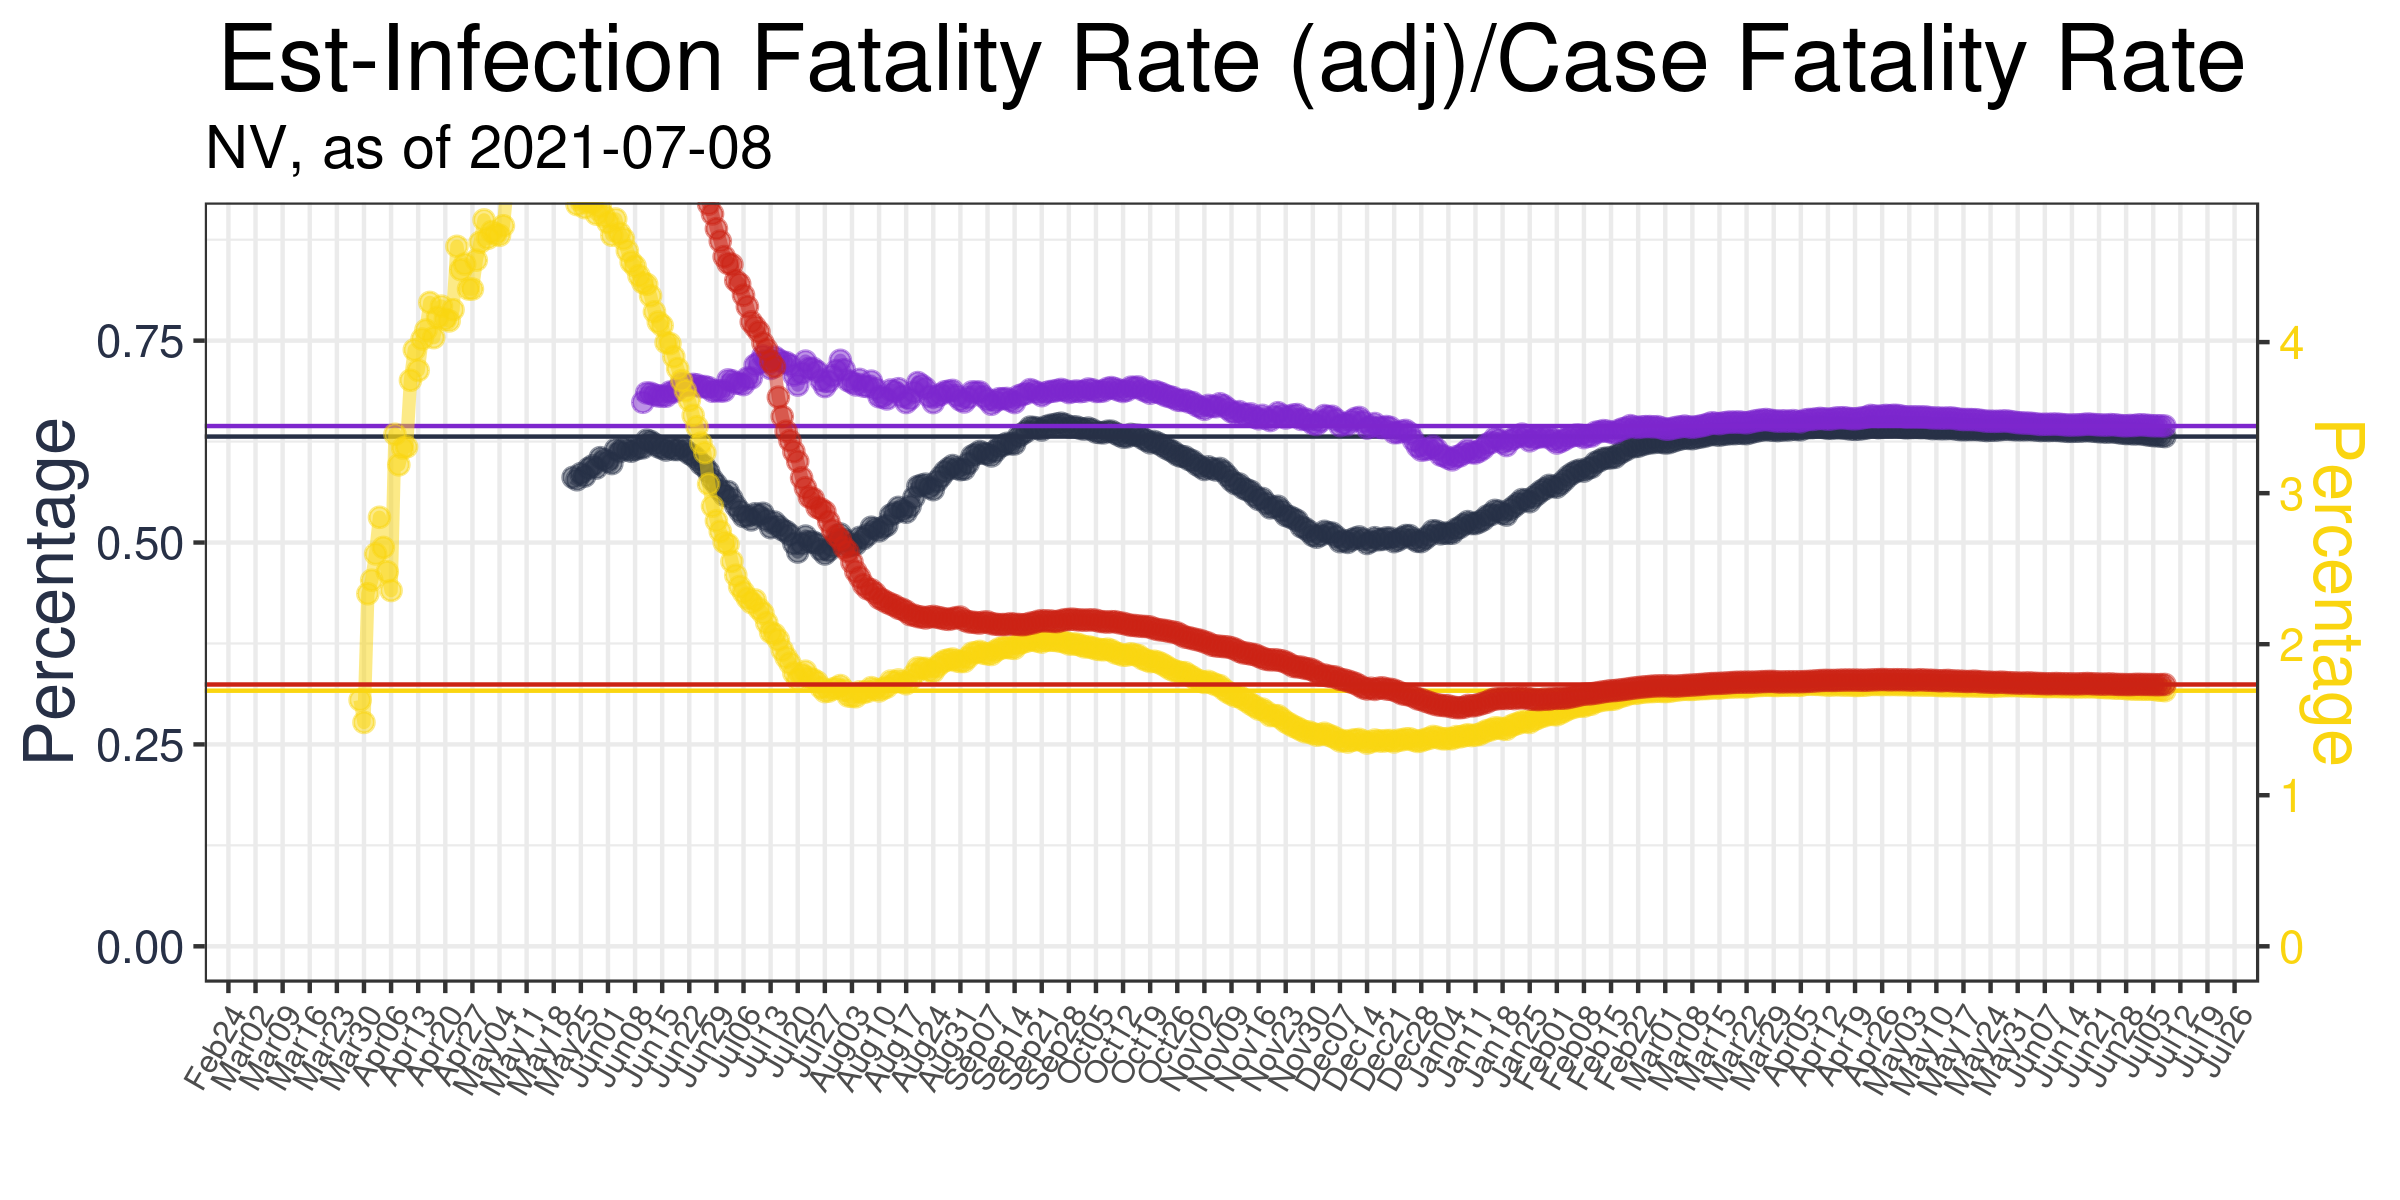 Est-Infection Fatality Rate (adj)/Case Fatality Rate
NV, as of 2021-07-08
Percentage
0.75
0.50
0.25
0.00
4
3
2
1
0
Percentage
Feb24
Mar02
Mar09
Mar16
Mar23
Mar30
Apr06
Apr13
Apr20
Apr27
May04
May11
May18
May25
Jun01
Jun08
Jun15
Jun22
Jun29
Jul06
Jul13
Jul20
Jul27
Aug03
Aug10
Aug17
Aug24
Aug31
Sep07
Sep14
Sep21
Sep28
Oct05
Oct12
Oct19
Oct26
Nov02
Nov09
Nov16
Nov23
Nov30
Dec07
Dec14
Dec21
Dec28
Jan04
Jan11
Jan18
Jan25
Feb01
Feb08
Feb15
Feb22
Mar01
Mar08
Mar15
Mar22
Mar29
Apr05
Apr12
Apr19
Apr26
May03
May10
May17
May24
May31
Jun07
Jun14
Jun21
Jun28
Jul05
Jul12
Jul19
Jul26